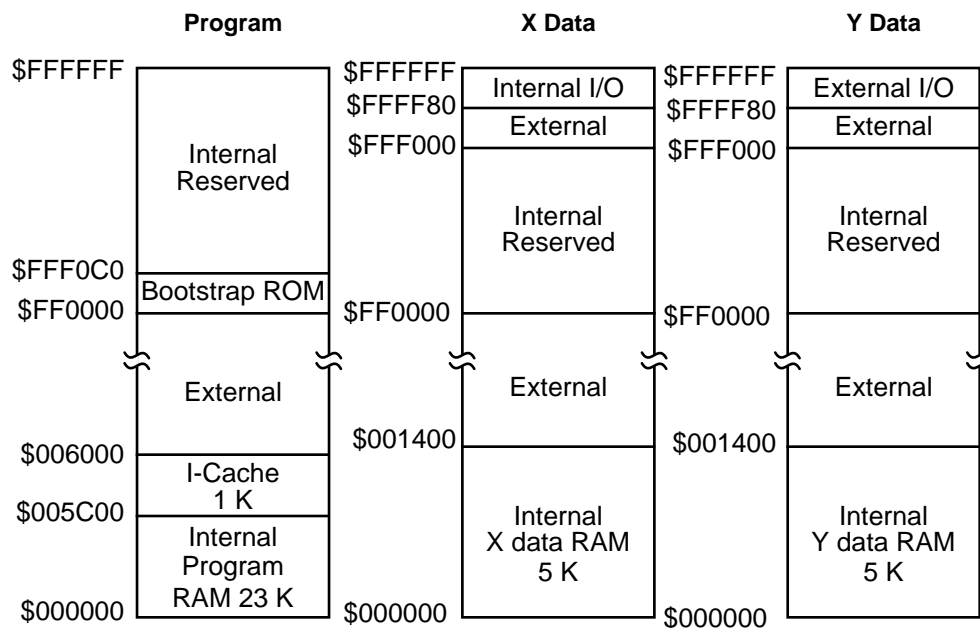 Program
X Data
Y Data
$FFFFFF
Internal
Reserved
$FFF0C0
Bootstrap ROM
$FF0000
External
$006000
I-Cache
1 K
$005C00
Internal
Program
RAM 23 K
$000000
$FFFFFF
Internal I/O
$FFFF80
External
$FFF000
Internal
Reserved
$FF0000
External
$001400
Internal
X data RAM
5 K
$000000
$FFFFFF
External I/O
$FFFF80
External
$FFF000
Internal
Reserved
$FF0000
External
$001400
Internal
Y data RAM
5 K
$000000